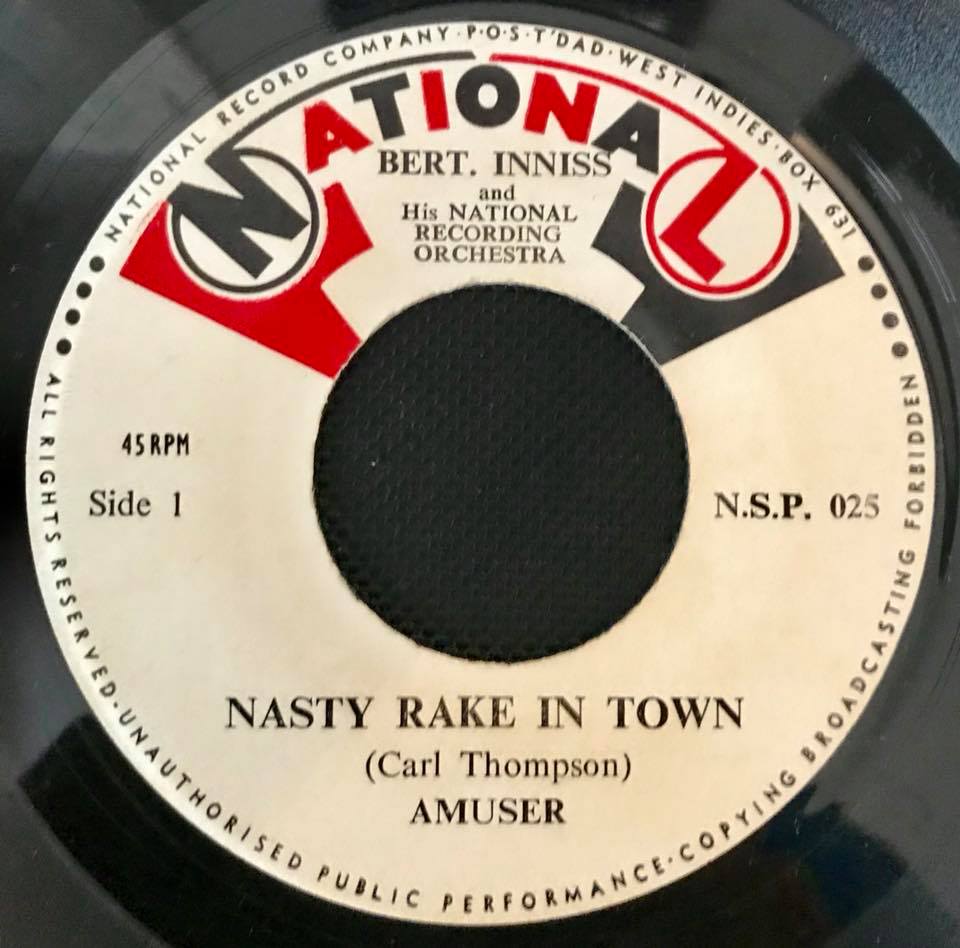 NATIONAL RECORD COMPANY·P·O·S·T'DAD·WEST INDIES·BOX 631
NATIONAL
BERT. INNISS
and
His NATIONAL
RECORDING
ORCHESTRA
45 RPM
Side 1
N.S.P. 025
NASTY RAKE IN TOWN
(Carl Thompson)
AMUSER
ALL RIGHTS RESERVED·UNAUTHORISED PUBLIC PERFORMANCE·COPYING BROADCASTING FORBIDDEN